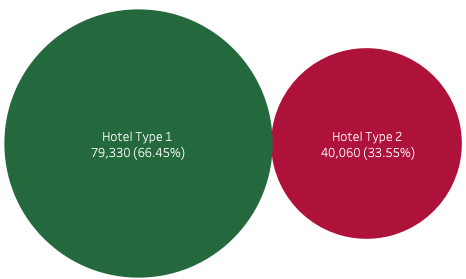 Hotel Type 1
79,330 (66.45%)
Hotel Type 2
40,060 (33.55%)